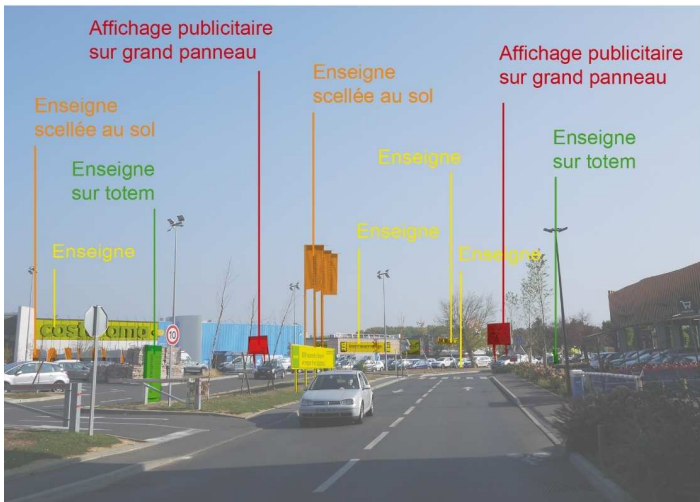 Affichage publicitaire
sur grand panneau
Enseigne
scellée au sol
Affichage publicitaire
sur grand panneau
Enseigne
scellée au sol
Enseigne
sur totem
Enseigne
Enseigne
sur totem
Enseigne
Enseigne
Enseigne
10